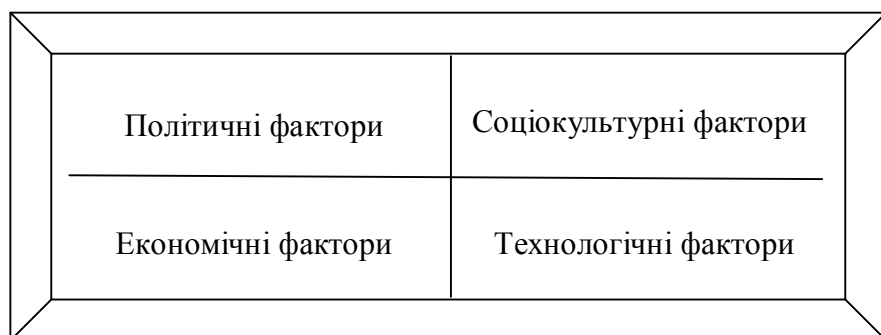 Політичні фактори
Соціокультурні фактори
Економічні фактори
Технологічні фактори